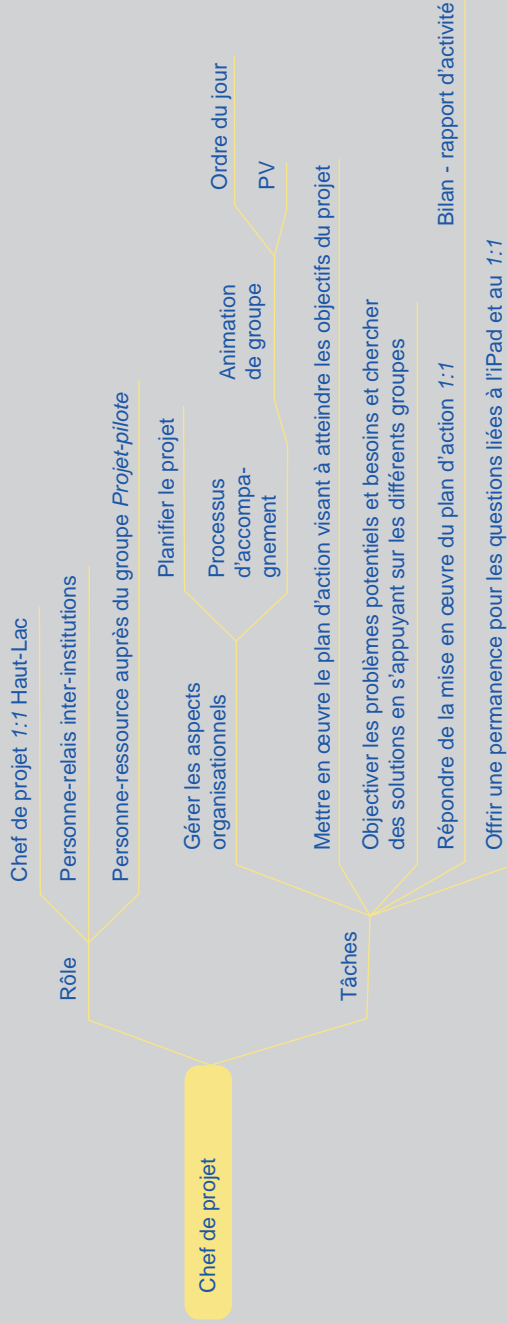 Chef de projet
Rôle
Chef de projet 1:1 Haut-Lac
Personne-relais inter-institutions
Personne-ressource auprès du groupe Projet-pilote
Tâches
Gérer les aspects
organisationnels
Planifier le projet
Processus
d'accompa-
gnement
Animation
de groupe
Ordre du jour
PV
Mettre en œuvre le plan d'action visant à atteindre les objectifs du projet
Objectiver les problèmes potentiels et besoins et chercher
des solutions en s'appuyant sur les différents groupes
Répondre de la mise en œuvre du plan d'action 1:1
Bilan - rapport d'activité
Offrir une permanence pour les questions liées à l'iPad et au 1:1